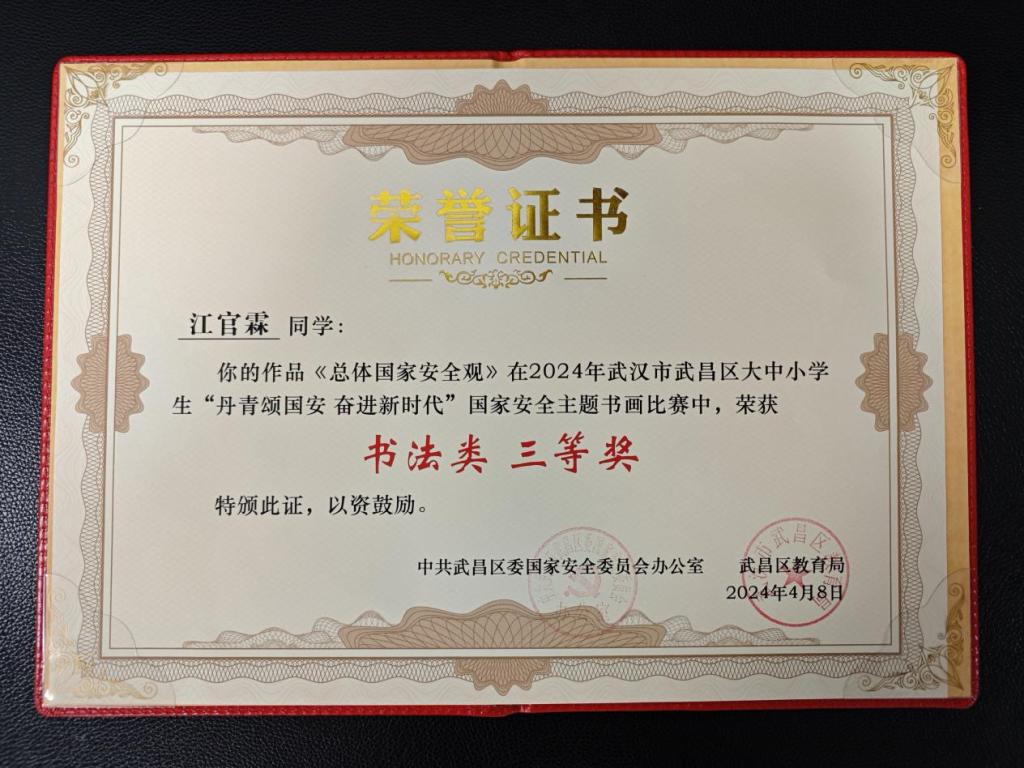 荣誉证书
HONORARY CREDENTIAL
江官霖 同学:
你的作品《总体国家安全观》在2024年武汉市武昌区大中小学
生“丹青颂国安 奋进新时代”国家安全主题书画比赛中，荣获
书法类 三等奖
特颁此证，以资鼓励。
中共武昌区委国家安全委员会办公室 武昌区教育局
2024年4月8日